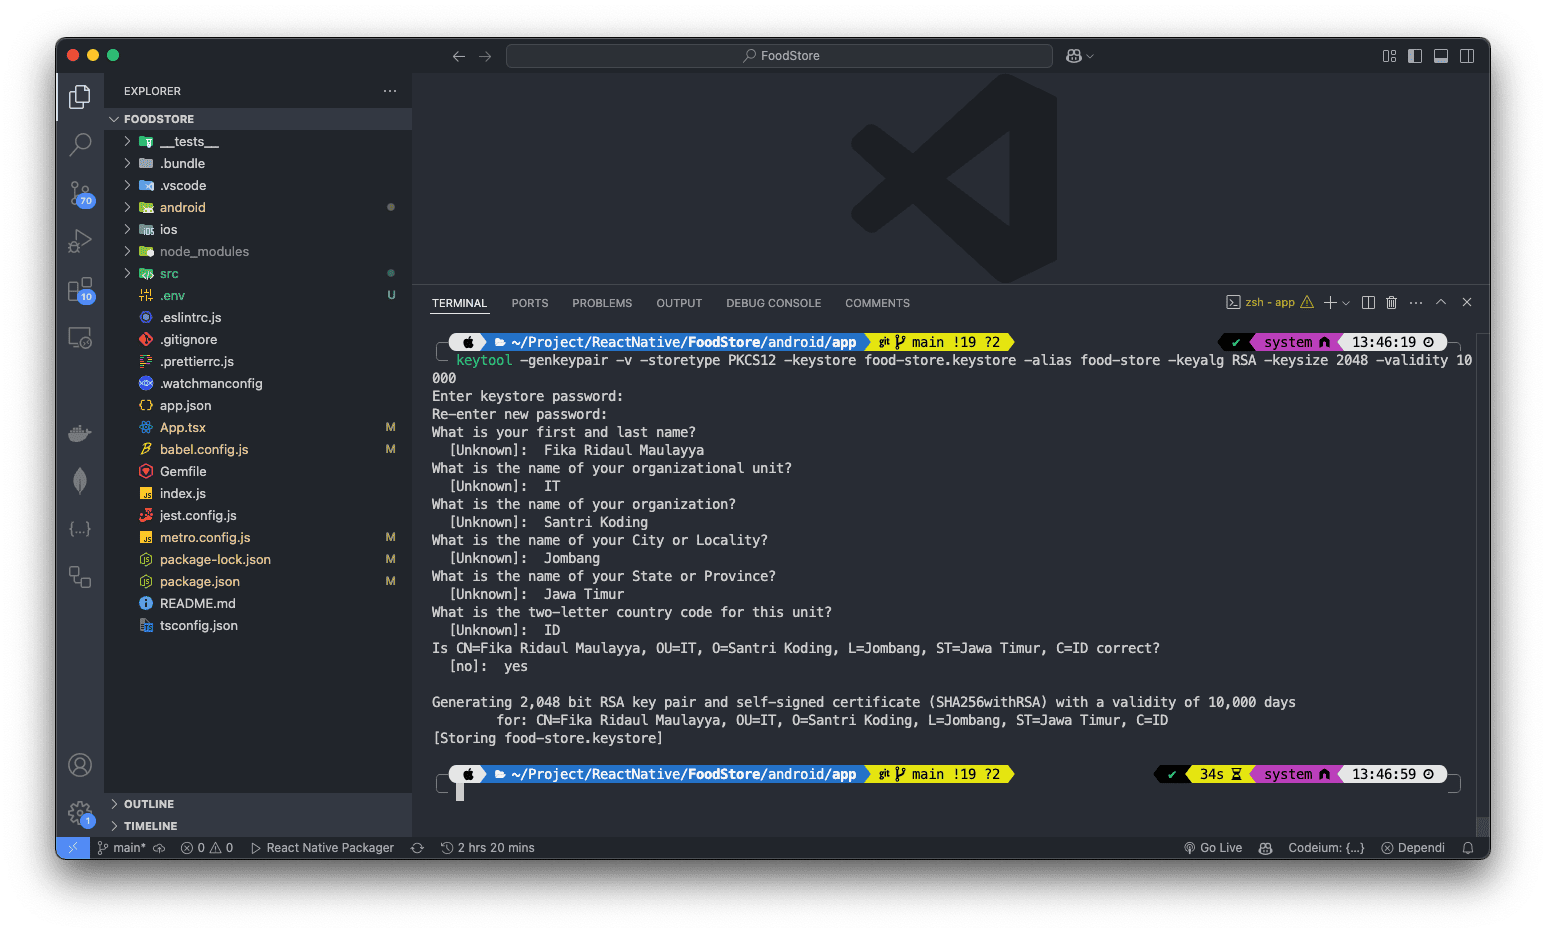 FoodStore
EXPLORER
FOODSTORE
__tests__
.bundle
.vscode
android
ios
node_modules
src
.env U
.eslintrc.js
.gitignore
.prettierrc.js
.watchmanconfig
app.json
App.tsx M
babel.config.js M
Gemfile
index.js
jest.config.js
metro.config.js M
package-lock.json M
package.json M
README.md
tsconfig.json
OUTLINE
TIMELINE
70
10
1
TERMINAL PORTS PROBLEMS OUTPUT DEBUG CONSOLE COMMENTS zsh - app
~/Project/ReactNative/FoodStore/android/app git main !19 ?2 ✔ system 13:46:19
keytool -genkeypair -v -storetype PKCS12 -keystore food-store.keystore -alias food-store -keyalg RSA -keysize 2048 -validity 10
000
Enter keystore password:
Re-enter new password:
What is your first and last name?
[Unknown]: Fika Ridaul Maulayya
What is the name of your organizational unit?
[Unknown]: IT
What is the name of your organization?
[Unknown]: Santri Koding
What is the name of your City or Locality?
[Unknown]: Jombang
What is the name of your State or Province?
[Unknown]: Jawa Timur
What is the two-letter country code for this unit?
[Unknown]: ID
Is CN=Fika Ridaul Maulayya, OU=IT, O=Santri Koding, L=Jombang, ST=Jawa Timur, C=ID correct?
[no]: yes
Generating 2,048 bit RSA key pair and self-signed certificate (SHA256withRSA) with a validity of 10,000 days
for: CN=Fika Ridaul Maulayya, OU=IT, O=Santri Koding, L=Jombang, ST=Jawa Timur, C=ID
[Storing food-store.keystore]
~/Project/ReactNative/FoodStore/android/app git main !19 ?2 ✔ 34s system 13:46:59
main* 0 0 React Native Packager 2 hrs 20 mins Go Live Codeium: {...} Dependi